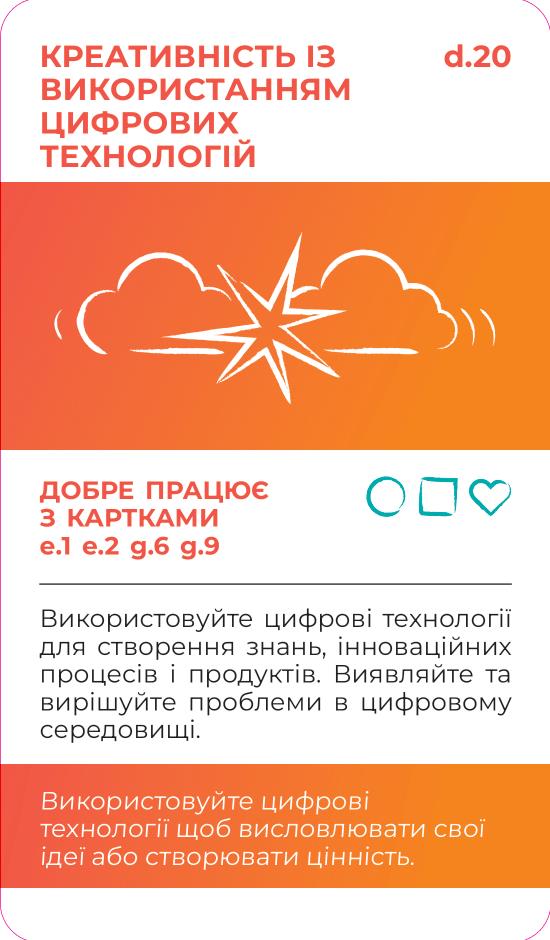 КРЕАТИВНІСТЬ ІЗ d.20
ВИКОРИСТАННЯМ
ЦИФРОВИХ
ТЕХНОЛОГІЙ
ДОБРЕ ПРАЦЮЄ
З КАРТКАМИ
e.1 e.2 g.6 g.9
Використовуйте цифрові технології
для створення знань, інноваційних
процесів і продуктів. Виявляйте та
вирішуйте проблеми в цифровому
середовищі.
Використовуйте цифрові
технології щоб висловлювати свої
ідеї або створювати цінність.